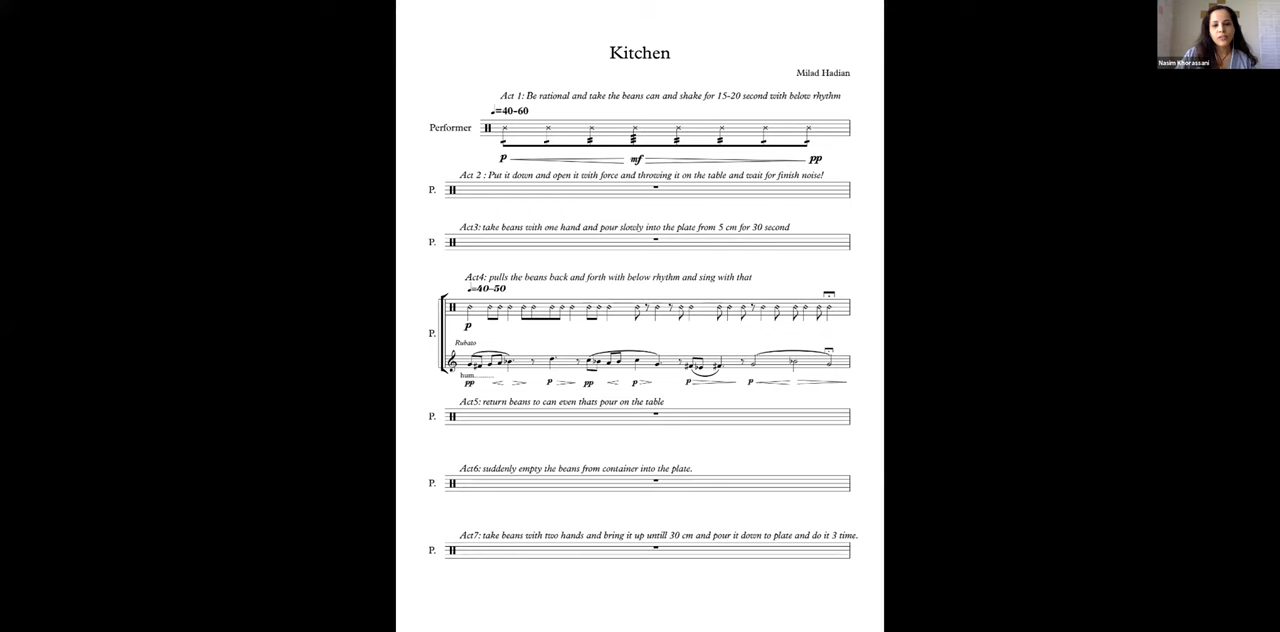 Kitchen
Milad Hadian
Act 1: Be rational and take the beans can and shake for 15-20 second with below rhythm
♩=40-60
Performer
p mf pp
Act 2 : Put it down and open it with force and throwing it on the table and wait for finish noise!
P.
Act3: take beans with one hand and pour slowly into the plate from 5 cm for 30 second
P.
Act4: pulls the beans back and forth with below rhythm and sing with that
♩=40-50
p
P.
Rubato
hum.........
pp p pp p p p
Act5: return beans to can even thats pour on the table
P.
Act6: suddenly empty the beans from container into the plate.
P.
Act7: take beans with two hands and bring it up untill 30 cm and pour it down to plate and do it 3 time.
P.
Nasim Khorassani